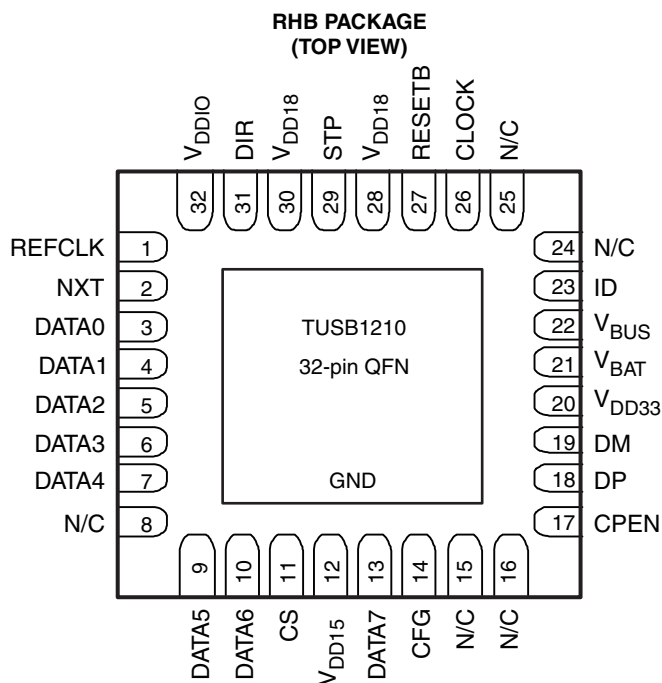 RHB PACKAGE
(TOP VIEW)
VDDIO
DIR
VDD18
STP
VDD18
RESETB
CLOCK
N/C
32
31
30
29
28
27
26
25
REFCLK 1
NXT 2
DATA0 3
DATA1 4
DATA2 5
DATA3 6
DATA4 7
N/C 8
TUSB1210
32-pin QFN
GND
24 N/C
23 ID
22 VBUS
21 VBAT
20 VDD33
19 DM
18 DP
17 CPEN
9
10
11
12
13
14
15
16
DATA5
DATA6
CS
VDD15
DATA7
CFG
N/C
N/C